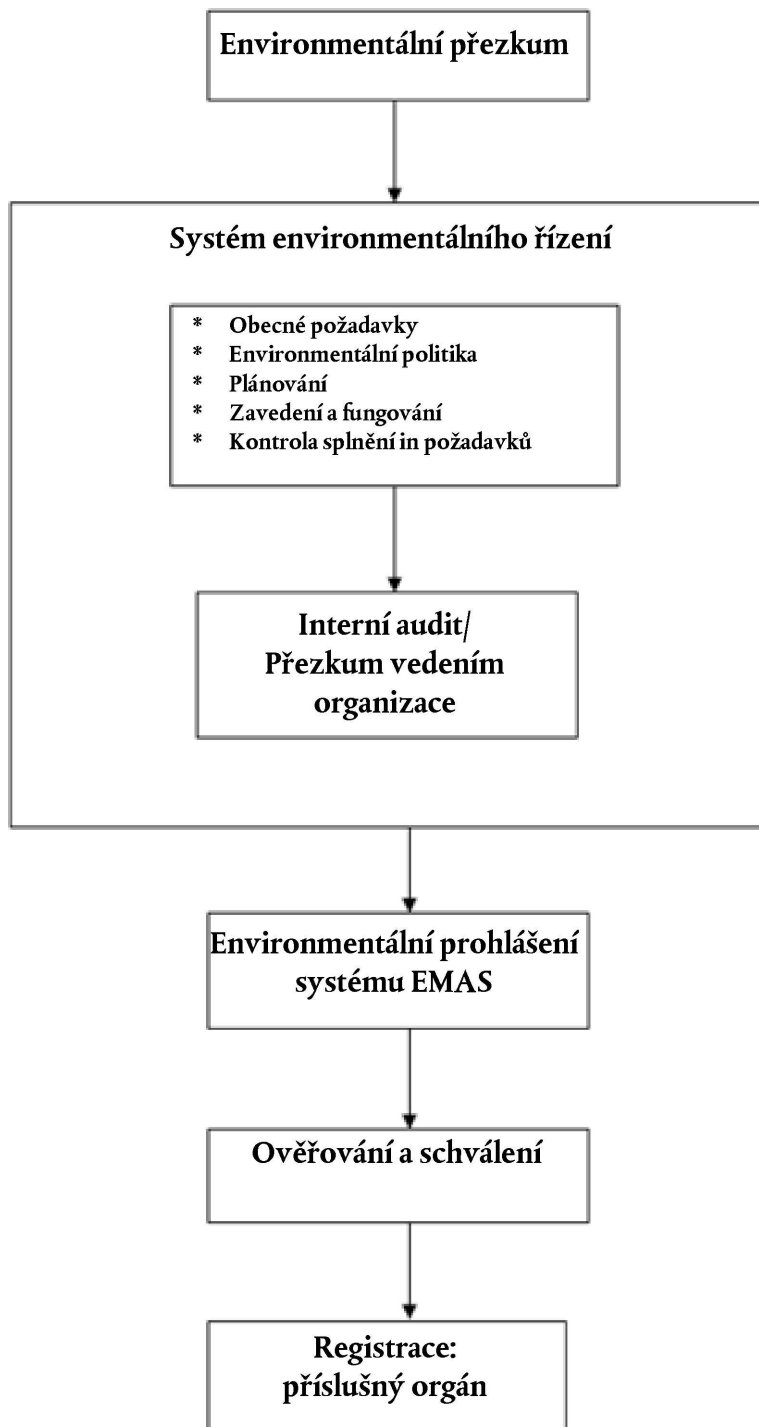 Environmentální přezkum
Systém environmentálního řízení
* Obecné požadavky
* Environmentální politika
* Plánování
* Zavedení a fungování
* Kontrola splnění in požadavků
Interní audit/
Přezkum vedením
organizace
Environmentální prohlášení
systému EMAS
Ověřování a schválení
Registrace:
příslušný orgán